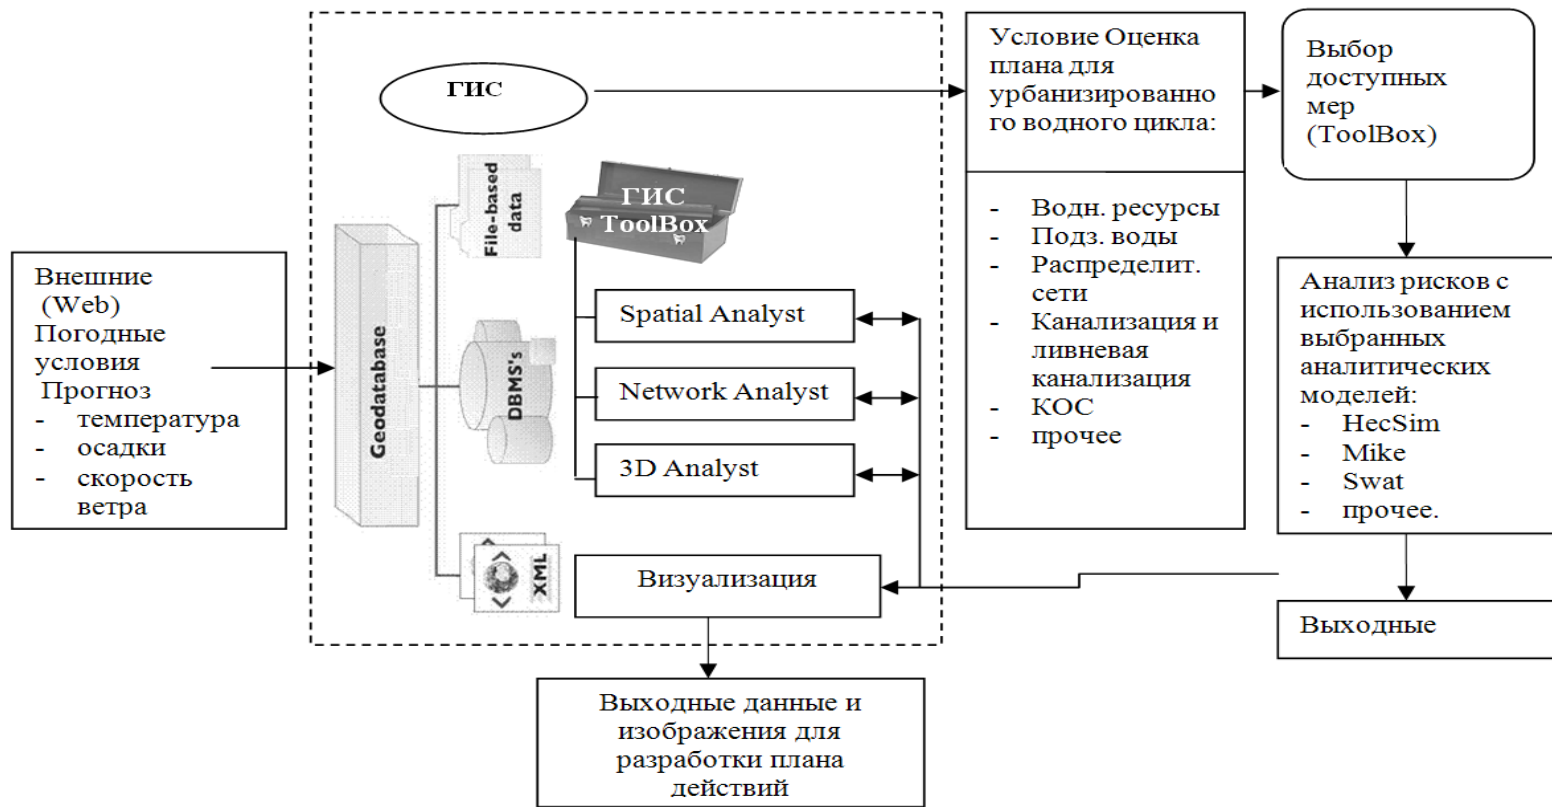 Внешние
(Web)
Погодные
условия
Прогноз
- температура
- осадки
- скорость
ветра
ГИС
Geodatabase
File-based
data
DBMS's
XML
ГИС
ToolBox
Spatial Analyst
Network Analyst
3D Analyst
Визуализация
Выходные данные и
изображения для
разработки плана
действий
Условие Оценка
плана для
урбанизированно
го водного цикла:
- Водн. ресурсы
- Подз. воды
- Распределит.
сети
- Канализация и
ливневая
канализация
- КОС
- прочее
Выбор
доступных
мер
(ToolBox)
Анализ рисков с
использованием
выбранных
аналитических
моделей:
- HecSim
- Mike
- Swat
- прочее.
Выходные